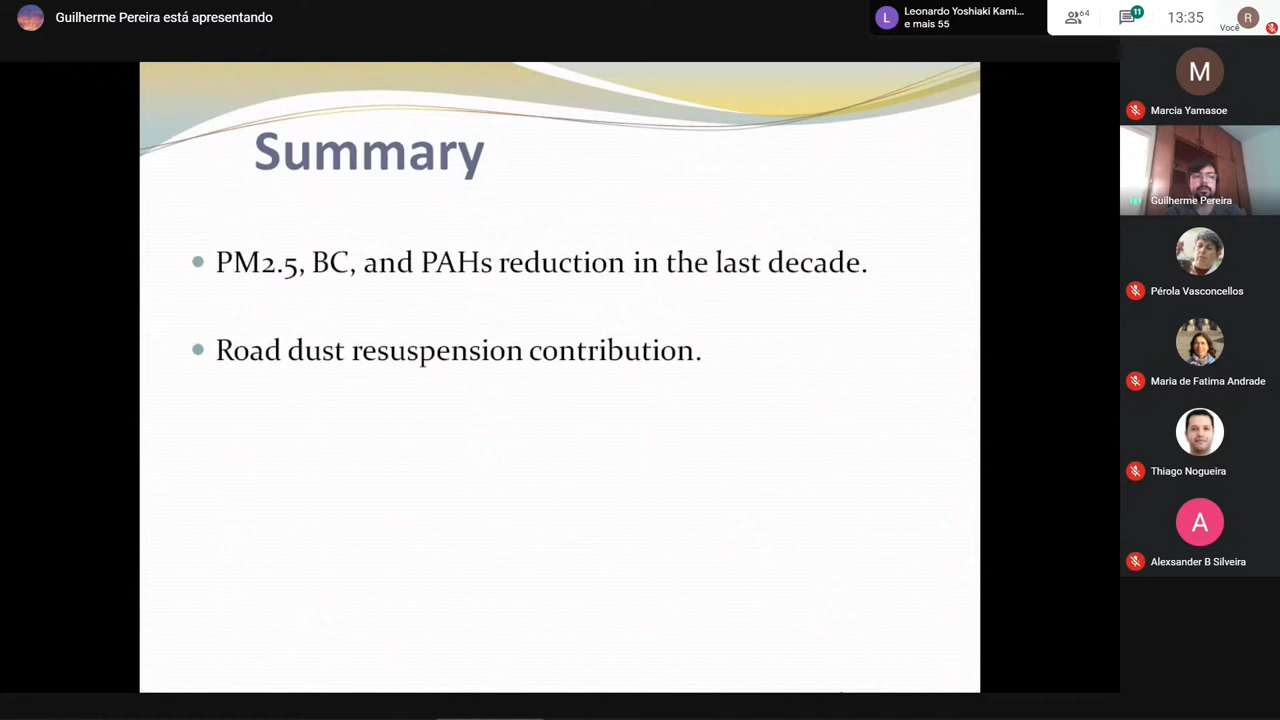 Guilherme Pereira está apresentando
L
Leonardo Yoshiaki Kami...
e mais 55
64
11
13:35
Você
R
Summary
PM2.5, BC, and PAHs reduction in the last decade.
Road dust resuspension contribution.
M
Marcia Yamasoe
Guilherme Pereira
Pérola Vasconcellos
Maria de Fatima Andrade
Thiago Nogueira
A
Alexsander B Silveira